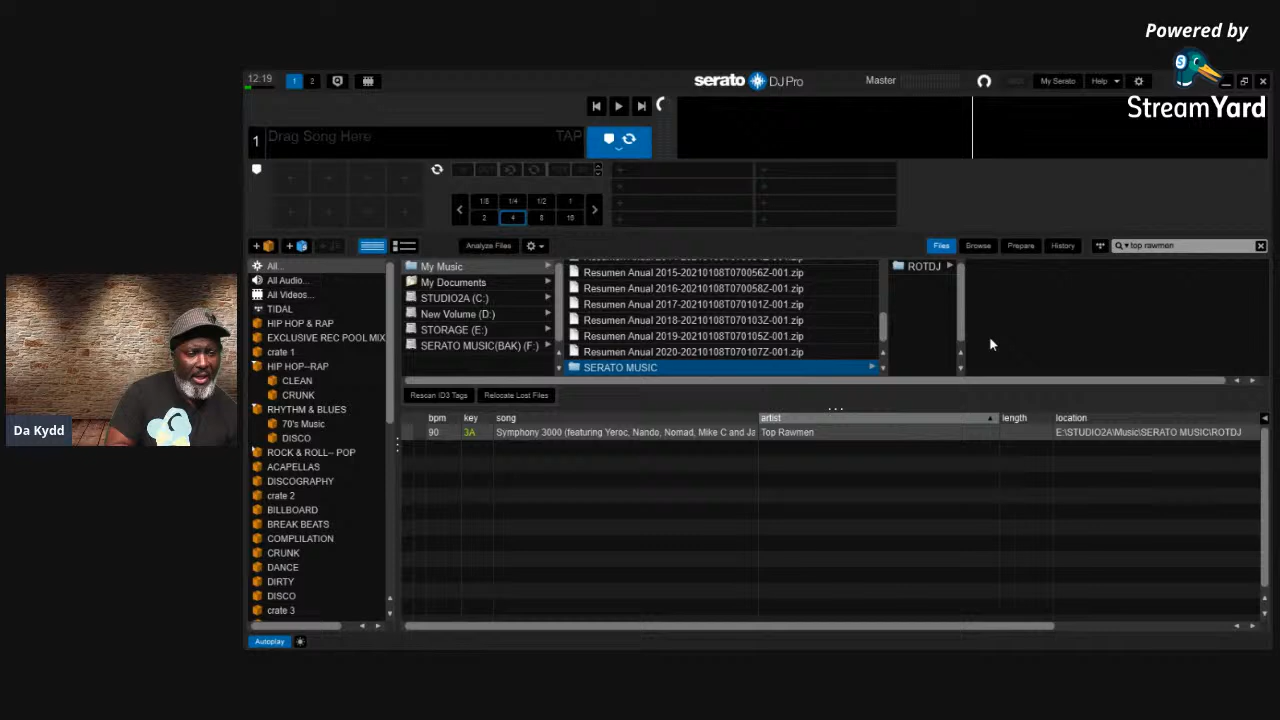 Powered by
StreamYard
12:19
1
2
serato DJ Pro
Master
My Serato
Help
1
Drag Song Here
TAP
1/8
1/4
1/2
1
2
4
8
16
Analyze Files
Files
Browse
Prepare
History
top rawmen
All...
All Audio...
All Videos...
TIDAL
HIP HOP & RAP
EXCLUSIVE REC POOL MIX
crate 1
HIP HOP--RAP
CLEAN
CRUNK
RHYTHM & BLUES
70's Music
DISCO
ROCK & ROLL-- POP
ACAPELLAS
DISCOGRAPHY
crate 2
BILLBOARD
BREAK BEATS
COMPLILATION
CRUNK
DANCE
DIRTY
DISCO
crate 3
Autoplay
My Music
My Documents
STUDIO2A (C:)
New Volume (D:)
STORAGE (E:)
SERATO MUSIC(BAK) (F:)
Resumen Anual 2015-20210108T070056Z-001.zip
Resumen Anual 2016-20210108T070058Z-001.zip
Resumen Anual 2017-20210108T070101Z-001.zip
Resumen Anual 2018-20210108T070103Z-001.zip
Resumen Anual 2019-20210108T070105Z-001.zip
Resumen Anual 2020-20210108T070107Z-001.zip
SERATO MUSIC
ROTDJ
Rescan ID3 Tags
Relocate Lost Files
bpm key song artist length location
90 3A Symphony 3000 (featuring Yeroc, Nando, Nomad, Mike C and Ja Top Rawmen E:\STUDIO2A\Music\SERATO MUSIC\ROTDJ
Da Kydd